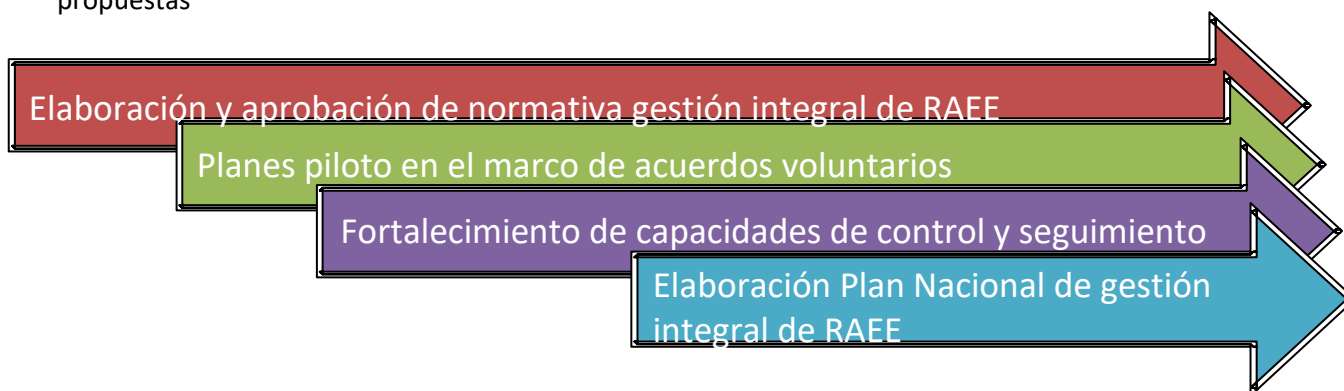 propuestas
Elaboración y aprobación de normativa gestión integral de RAEE
Planes piloto en el marco de acuerdos voluntarios
Fortalecimiento de capacidades de control y seguimiento
Elaboración Plan Nacional de gestión
integral de RAEE